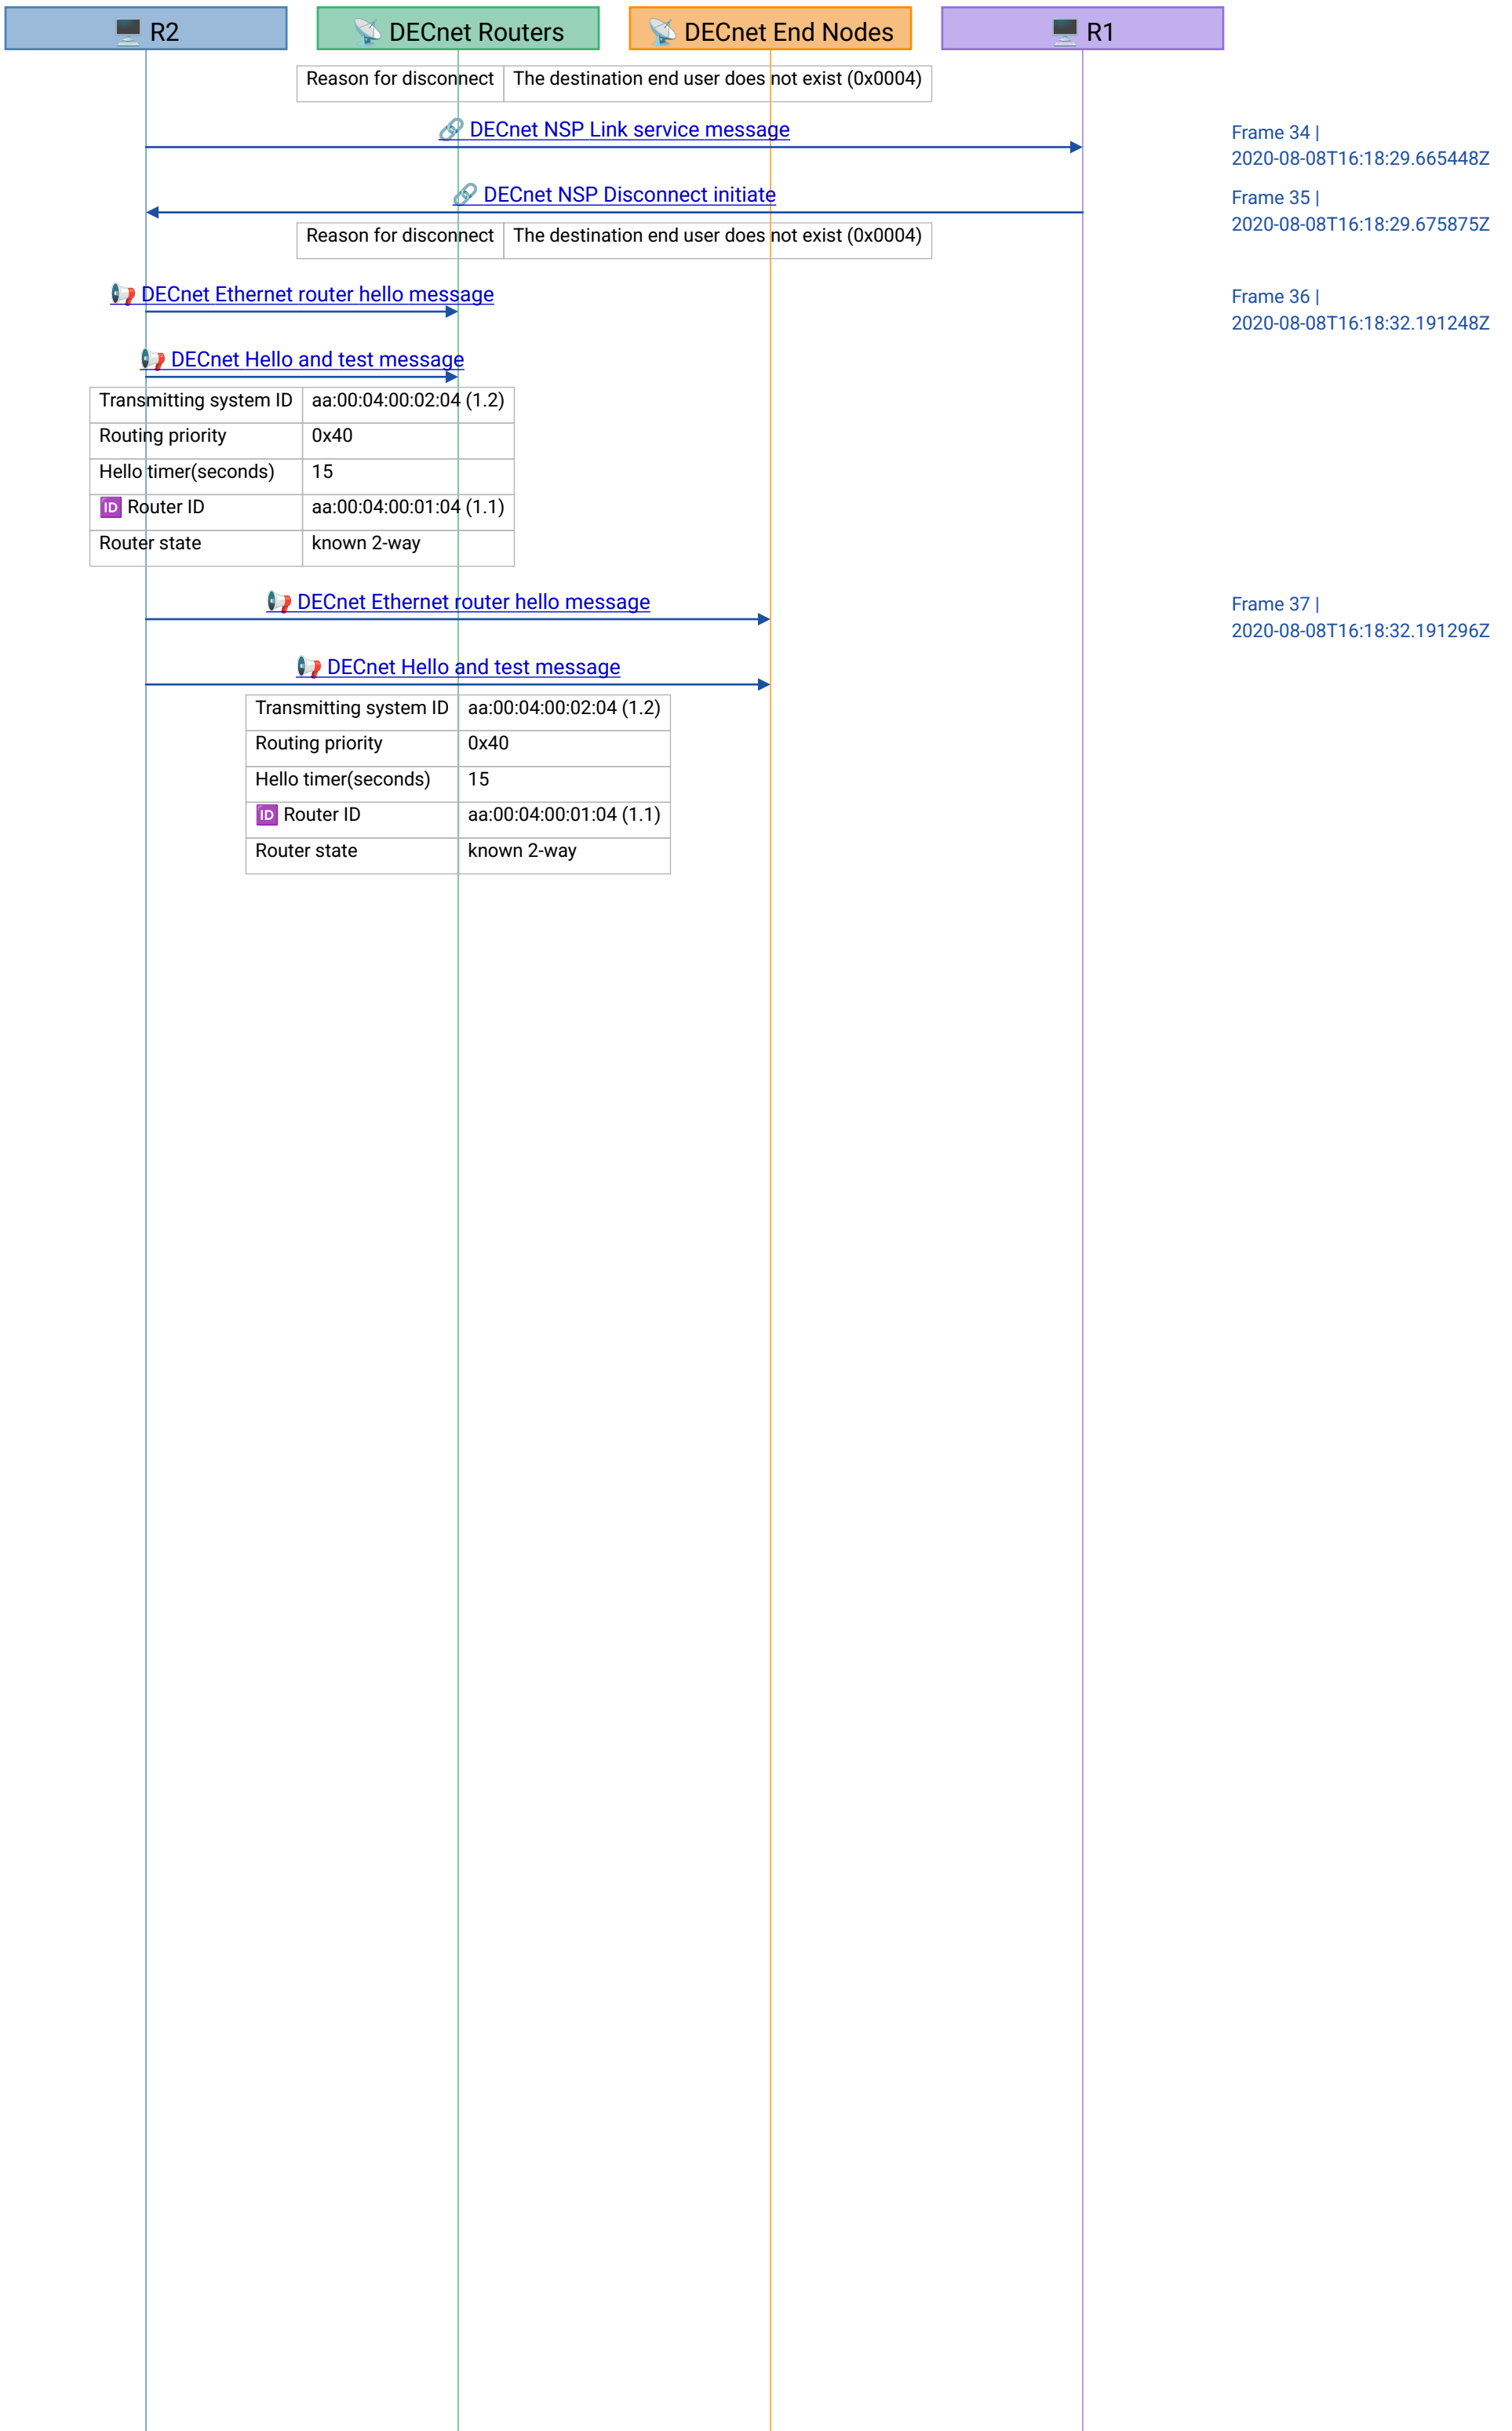 R2
DECnet Routers
DECnet End Nodes
R1
Reason for disconnect The destination end user does not exist (0x0004)
DECnet NSP Link service message
Frame 34 |
2020-08-08T16:18:29.665448Z
DECnet NSP Disconnect initiate
Frame 35 |
2020-08-08T16:18:29.675875Z
Reason for disconnect The destination end user does not exist (0x0004)
DECnet Ethernet router hello message
Frame 36 |
2020-08-08T16:18:32.191248Z
DECnet Hello and test message
Transmitting system ID aa:00:04:00:02:04 (1.2)
Routing priority 0x40
Hello timer(seconds) 15
🆔 Router ID aa:00:04:00:01:04 (1.1)
Router state known 2-way
DECnet Ethernet router hello message
Frame 37 |
2020-08-08T16:18:32.191296Z
DECnet Hello and test message
Transmitting system ID aa:00:04:00:02:04 (1.2)
Routing priority 0x40
Hello timer(seconds) 15
🆔 Router ID aa:00:04:00:01:04 (1.1)
Router state known 2-way